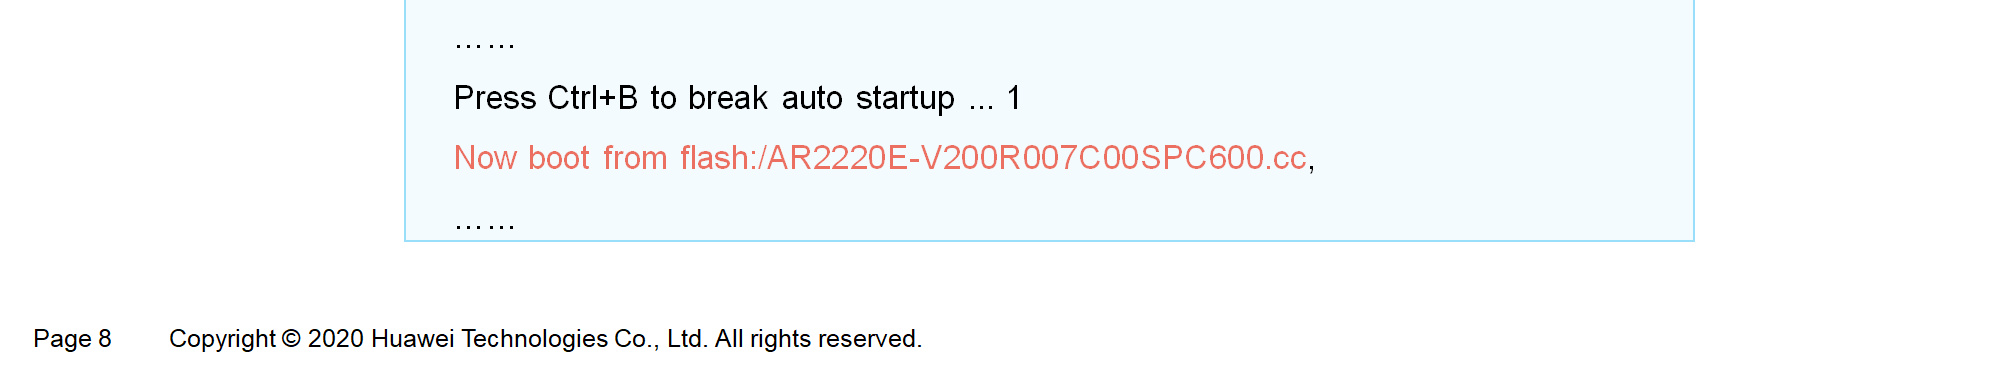 ……
Press Ctrl+B to break auto startup ... 1
Now boot from flash:/AR2220E-V200R007C00SPC600.cc,
……
Page 8 Copyright © 2020 Huawei Technologies Co., Ltd. All rights reserved.